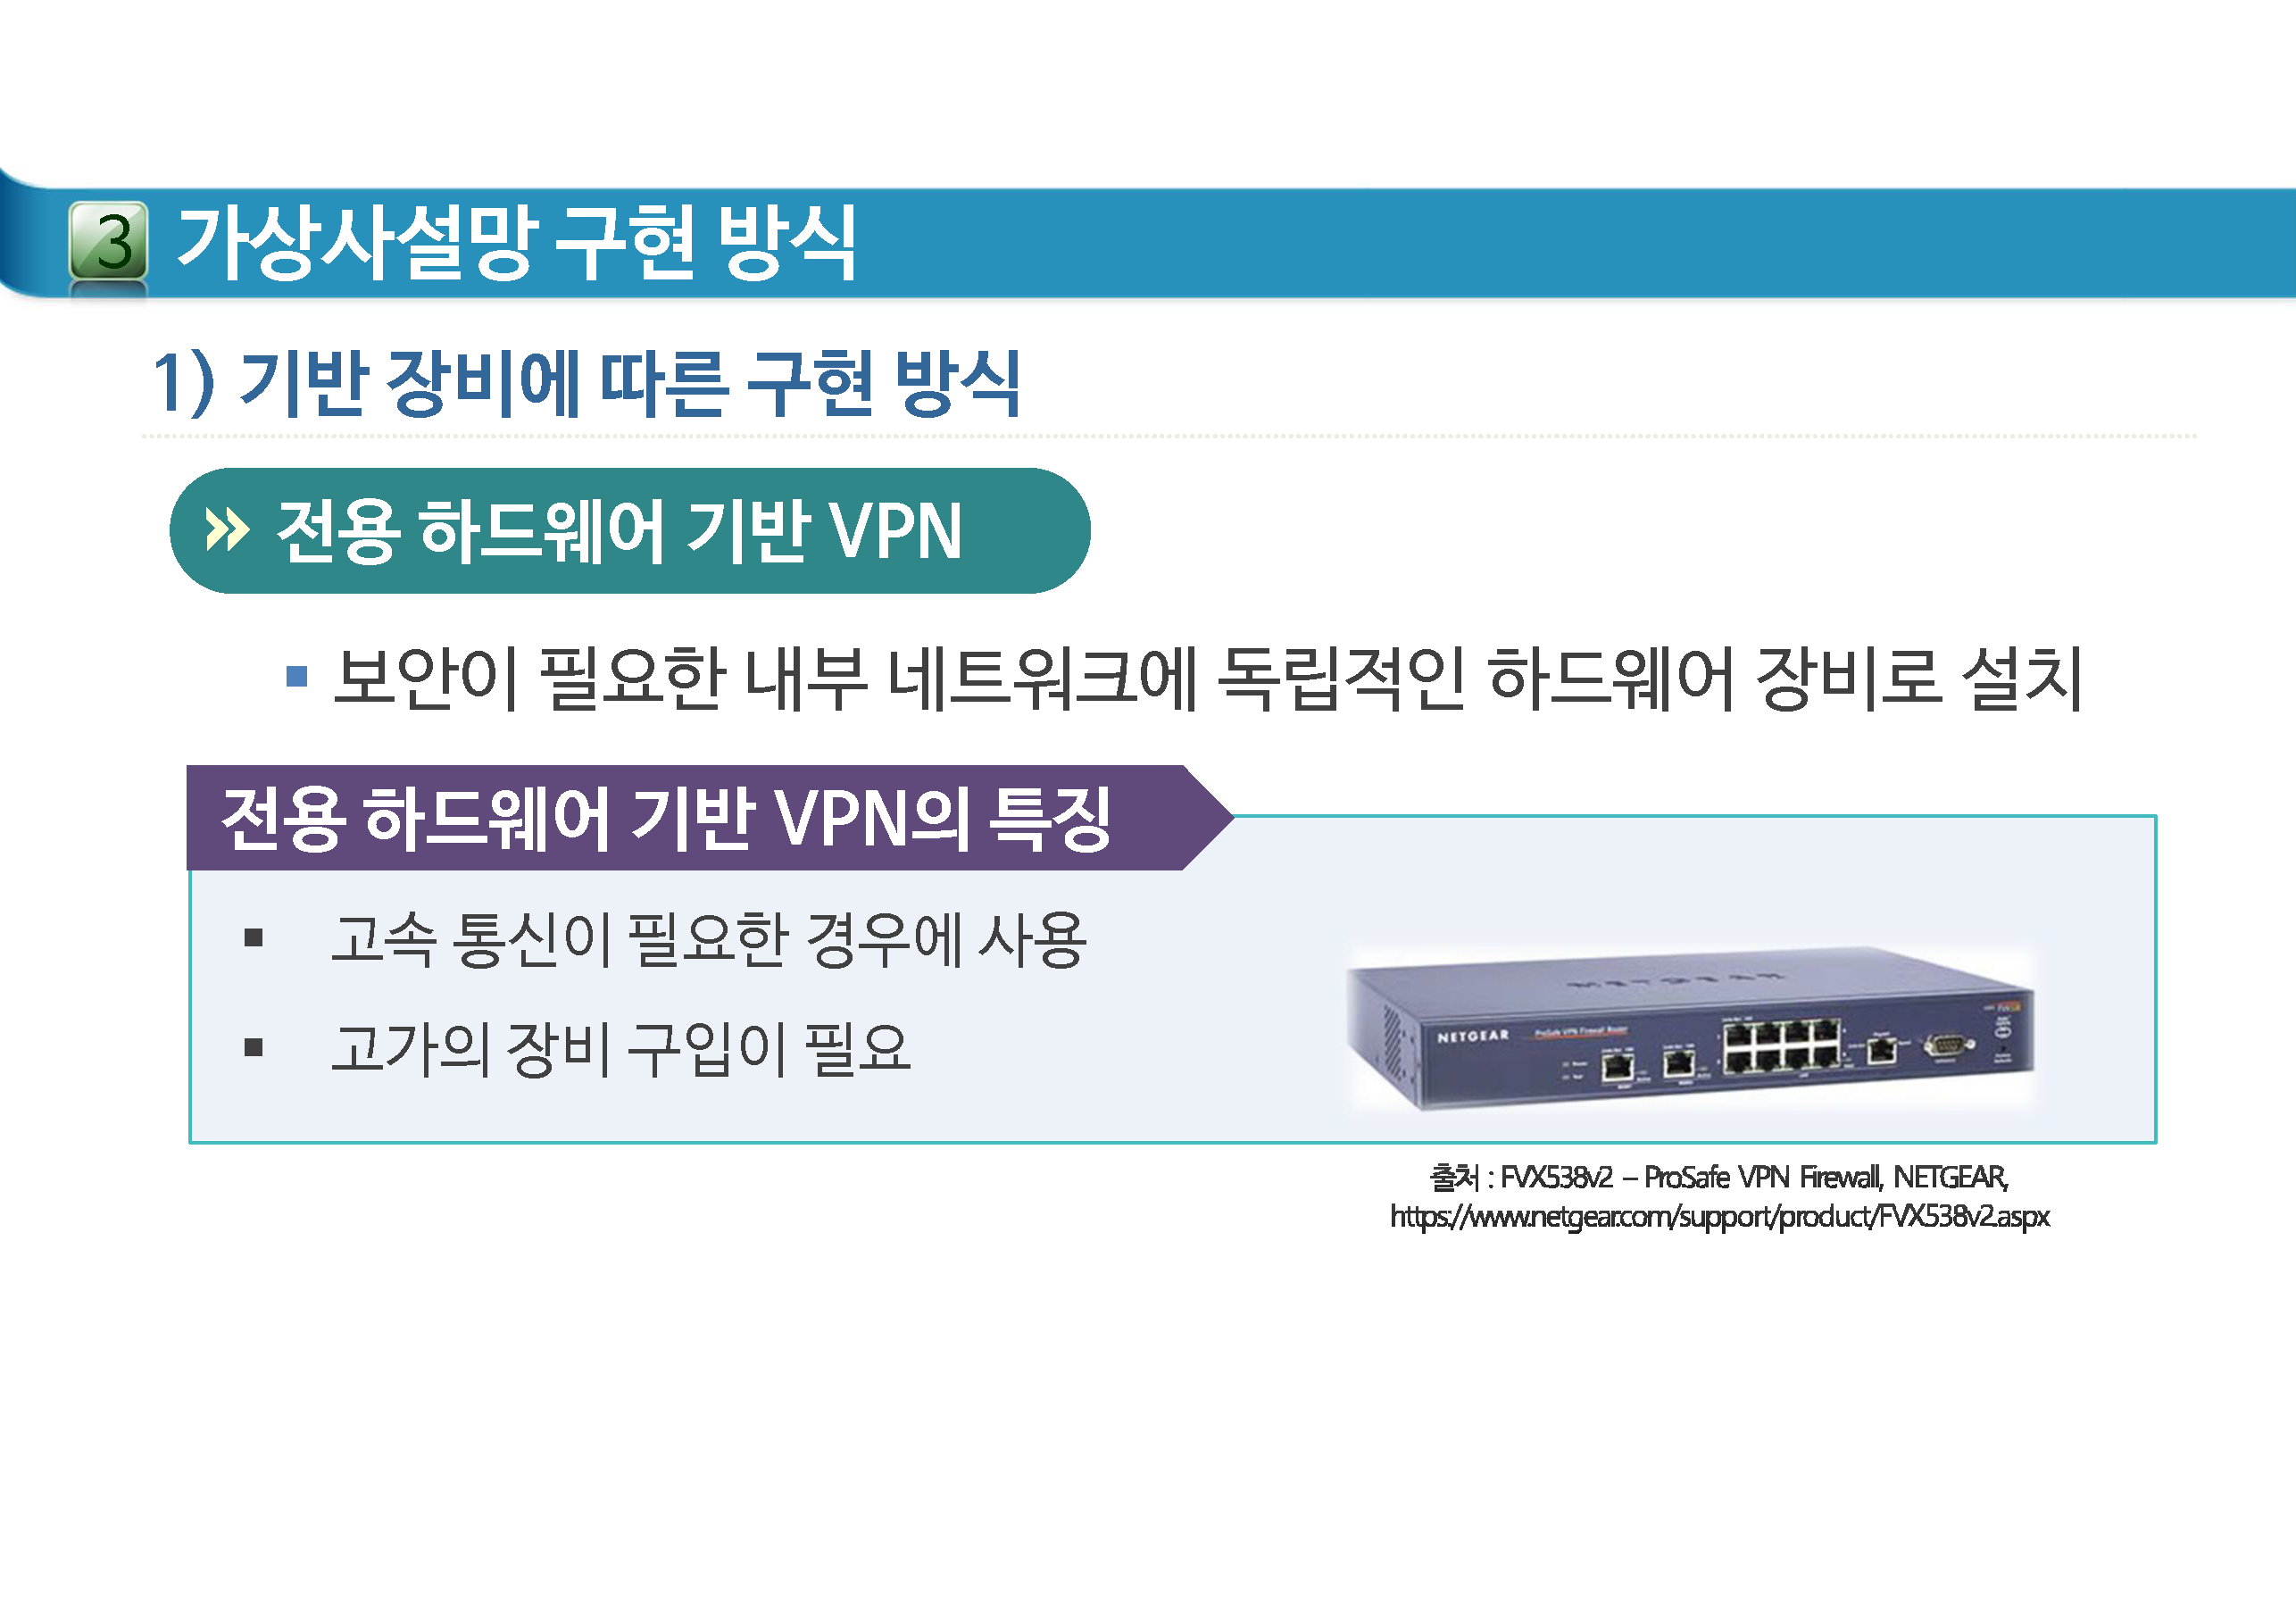 3 가상사설망 구현 방식
1) 기반 장비에 따른 구현 방식
전용 하드웨어 기반 VPN
보안이 필요한 내부 네트워크에 독립적인 하드웨어 장비로 설치
전용 하드웨어 기반 VPN의 특징
고속 통신이 필요한 경우에 사용
고가의 장비 구입이 필요
NETGEAR
NETGEAR ProSafe VPN Firewall Router
출처 : FVX538v2 – ProSafe VPN Firewall, NETGEAR,
https://www.netgear.com/support/product/FVX538v2.aspx